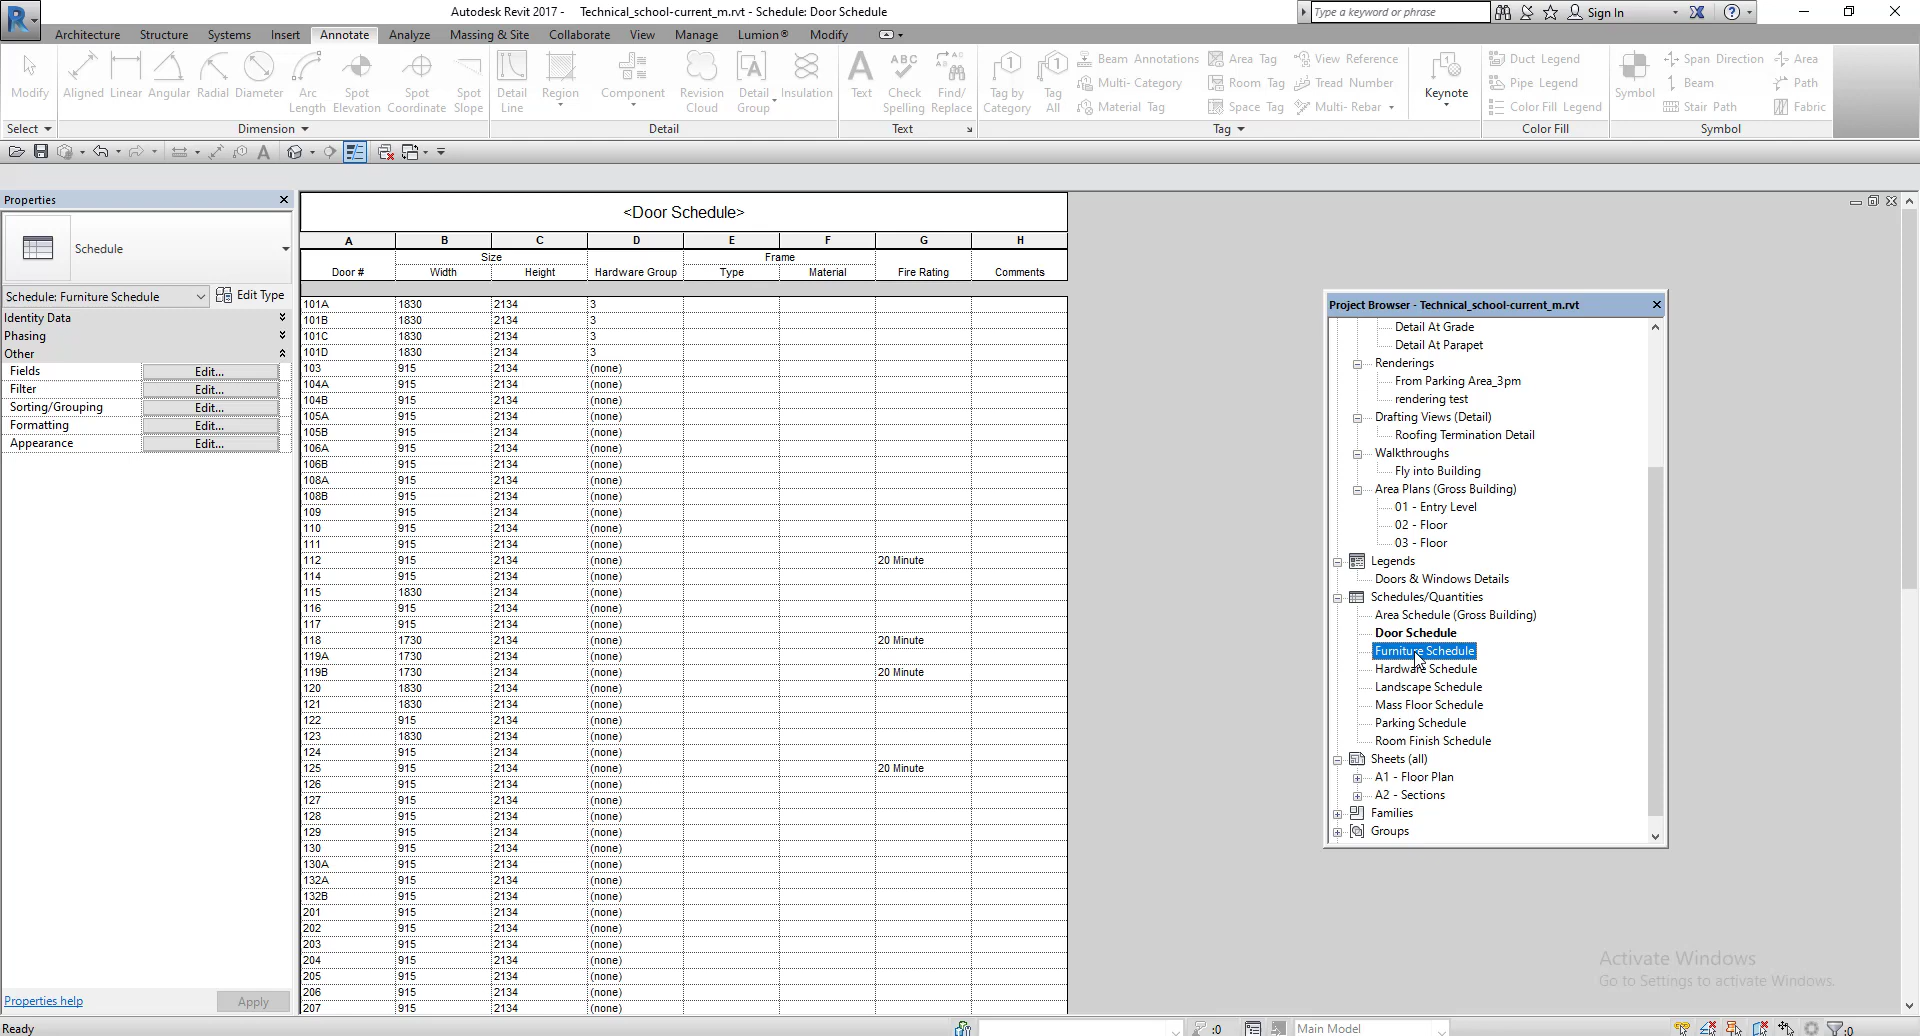 Autodesk Revit 2017 - Technical_school-current_m.rvt - Schedule: Door Schedule
Type a keyword or phrase
Sign In
Architecture Structure Systems Insert Annotate Analyze Massing & Site Collaborate View Manage Lumion® Modify
Modify Aligned Linear Angular Radial Diameter Arc Length Spot Elevation Spot Coordinate Spot Slope Detail Line Region Component Revision Cloud Detail Group Insulation Text ABC Check Spelling Find/ Replace Tag by Category Tag All
Beam Annotations Area Tag View Reference Keynote Duct Legend Symbol Span Direction Area
Multi- Category Room Tag Tread Number Pipe Legend Beam Path
Material Tag Space Tag Multi- Rebar Color Fill Legend Stair Path Fabric
Select Dimension Detail Text Tag Color Fill Symbol
Properties
Schedule
Schedule: Furniture Schedule Edit Type
Identity Data
Phasing
Other
Fields Edit...
Filter Edit...
Sorting/Grouping Edit...
Formatting Edit...
Appearance Edit...
Properties help Apply
<Door Schedule>
A B C D E F G H
Size Frame
Door # Width Height Hardware Group Type Material Fire Rating Comments
101A 1830 2134 3
101B 1830 2134 3
101C 1830 2134 3
101D 1830 2134 3
103 915 2134 (none)
104A 915 2134 (none)
104B 915 2134 (none)
105A 915 2134 (none)
105B 915 2134 (none)
106A 915 2134 (none)
106B 915 2134 (none)
108A 915 2134 (none)
108B 915 2134 (none)
109 915 2134 (none)
110 915 2134 (none)
111 915 2134 (none)
112 915 2134 (none) 20 Minute
114 915 2134 (none)
115 1830 2134 (none)
116 915 2134 (none)
117 915 2134 (none)
118 1730 2134 (none) 20 Minute
119A 1730 2134 (none)
119B 1730 2134 (none) 20 Minute
120 1830 2134 (none)
121 1830 2134 (none)
122 915 2134 (none)
123 1830 2134 (none)
124 915 2134 (none)
125 915 2134 (none) 20 Minute
126 915 2134 (none)
127 915 2134 (none)
128 915 2134 (none)
129 915 2134 (none)
130 915 2134 (none)
130A 915 2134 (none)
132A 915 2134 (none)
132B 915 2134 (none)
201 915 2134 (none)
202 915 2134 (none)
203 915 2134 (none)
204 915 2134 (none)
205 915 2134 (none)
206 915 2134 (none)
207 915 2134 (none)
Project Browser - Technical_school-current_m.rvt
Detail At Grade
Detail At Parapet
Renderings
From Parking Area_3pm
rendering test
Drafting Views (Detail)
Roofing Termination Detail
Walkthroughs
Fly into Building
Area Plans (Gross Building)
01 - Entry Level
02 - Floor
03 - Floor
Legends
Doors & Windows Details
Schedules/Quantities
Area Schedule (Gross Building)
Door Schedule
Furniture Schedule
Hardware Schedule
Landscape Schedule
Mass Floor Schedule
Parking Schedule
Room Finish Schedule
Sheets (all)
A1 - Floor Plan
A2 - Sections
Families
Groups
Activate Windows
Go to Settings to activate Windows.
Ready :0 Main Model :0